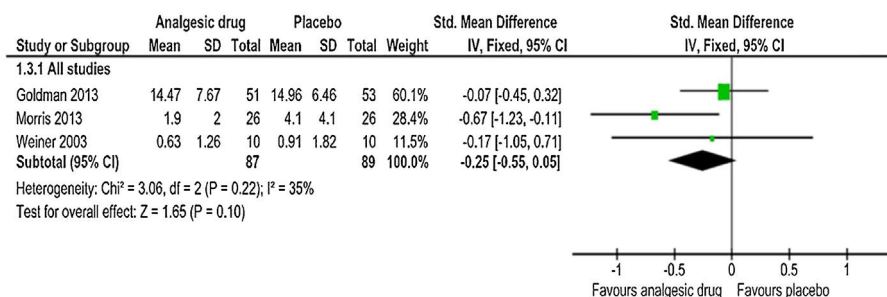 Analgesic drug Placebo Std. Mean Difference Std. Mean Difference
Study or Subgroup Mean SD Total Mean SD Total Weight IV, Fixed, 95% CI IV, Fixed, 95% CI
1.3.1 All studies
Goldman 2013 14.47 7.67 51 14.96 6.46 53 60.1% -0.07 [-0.45, 0.32]
Morris 2013 1.9 2 26 4.1 4.1 26 28.4% -0.67 [-1.23, -0.11]
Weiner 2003 0.63 1.26 10 0.91 1.82 10 11.5% -0.17 [-1.05, 0.71]
Subtotal (95% CI) 87 89 100.0% -0.25 [-0.55, 0.05]
Heterogeneity: Chi² = 3.06, df = 2 (P = 0.22); I² = 35%
Test for overall effect: Z = 1.65 (P = 0.10)
-1 -0.5 0 0.5 1
Favours analgesic drug Favours placebo